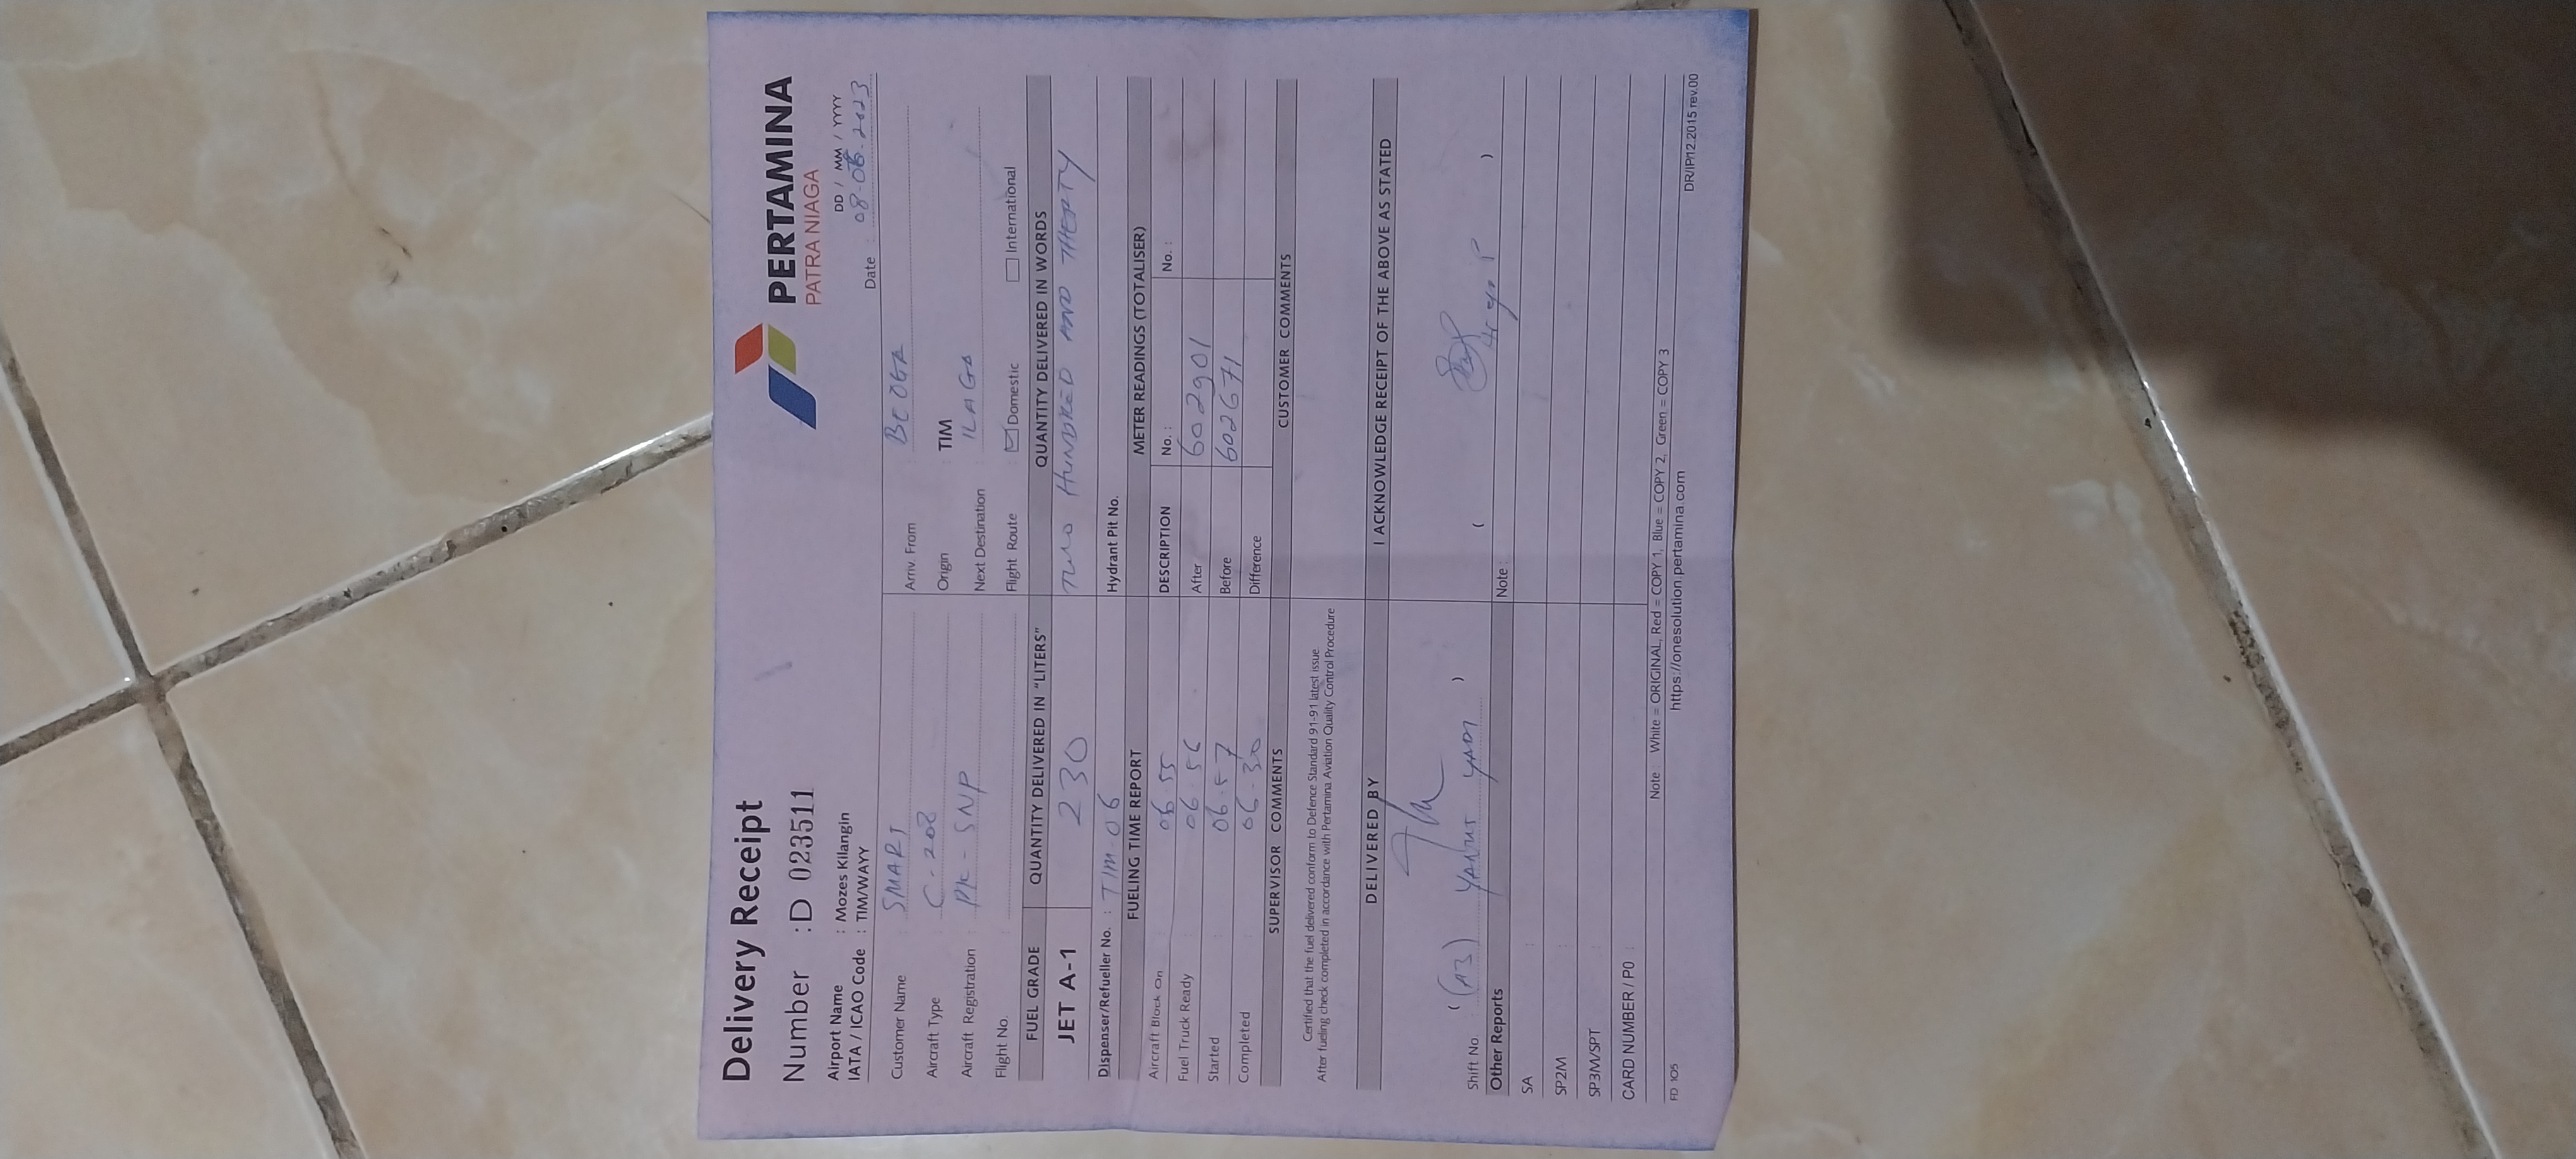 Delivery Receipt
PERTAMINA
PATRA NIAGA
Number : D 023511
Airport Name : Mozes Kilangin
DD / MM / YYYY
IATA / ICAO Code : TIM/WAYY
Date : 08-06-2023
Customer Name : SMART
Arriv. From : BEOGA
Aircraft Type : C-208
Origin : TIM
Aircraft Registration : PK-SNP
Next Destination : ILAGA
Flight No. :
Flight Route : Domestic International
FUEL GRADE QUANTITY DELIVERED IN "LITERS" QUANTITY DELIVERED IN WORDS
JET A-1 230 TWO HUNDRED AND THERTY
Dispenser/Refueller No. : TIM-06 Hydrant Pit No.
FUELING TIME REPORT METER READINGS (TOTALISER)
DESCRIPTION No. : No. :
Aircraft Block On : 06.55
After 602901
Fuel Truck Ready : 06.56
Before 602671
Started : 06.57
Difference
Completed : 06-30
SUPERVISOR COMMENTS CUSTOMER COMMENTS
Certified that the fuel delivered conform to Defence Standard 91-91 latest issue
After fueling check completed in accordance with Pertamina Aviation Quality Control Procedure
DELIVERED BY I ACKNOWLEDGE RECEIPT OF THE ABOVE AS STATED
Shift No. : YADI
Other Reports Note :
SA :
SP2M :
SP3M/SPT :
CARD NUMBER / PO :
Note : White = ORIGINAL, Red = COPY 1, Blue = COPY 2, Green = COPY 3
FD 105 https://onesolution.pertamina.com DR/IP/12.2015 rev.00